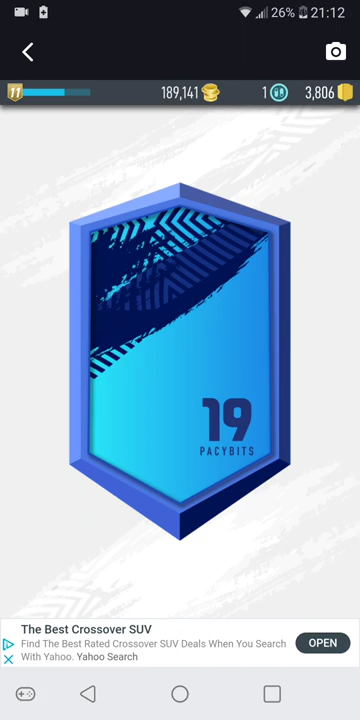 26% 21:12
11 189,141 1 3,806
19
PACYBITS
The Best Crossover SUV
Find The Best Rated Crossover SUV Deals When You Search
With Yahoo. Yahoo Search
OPEN